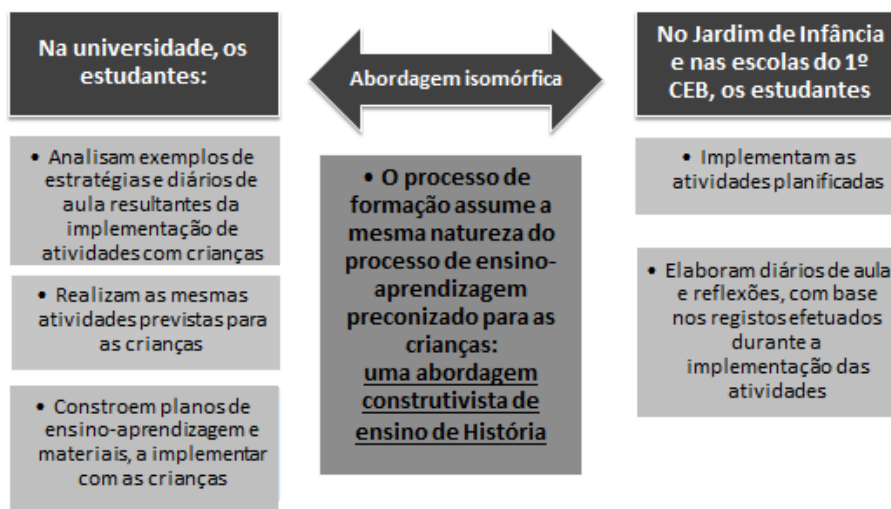 Na universidade, os
estudantes:
• Analisam exemplos de
estratégias e diários de
aula resultantes da
implementação de
atividades com crianças
• Realizam as mesmas
atividades previstas para
as crianças
• Constroem planos de
ensino-aprendizagem e
materiais, a implementar
com as crianças
Abordagem isomórfica
• O processo de
formação assume a
mesma natureza do
processo de ensino-
aprendizagem
preconizado para as
crianças:
uma abordagem
construtivista de
ensino de História
No Jardim de Infância
e nas escolas do 1º
CEB, os estudantes
• Implementam as
atividades planificadas
• Elaboram diários de aula
e reflexões, com base
nos registos efetuados
durante a
implementação das
atividades